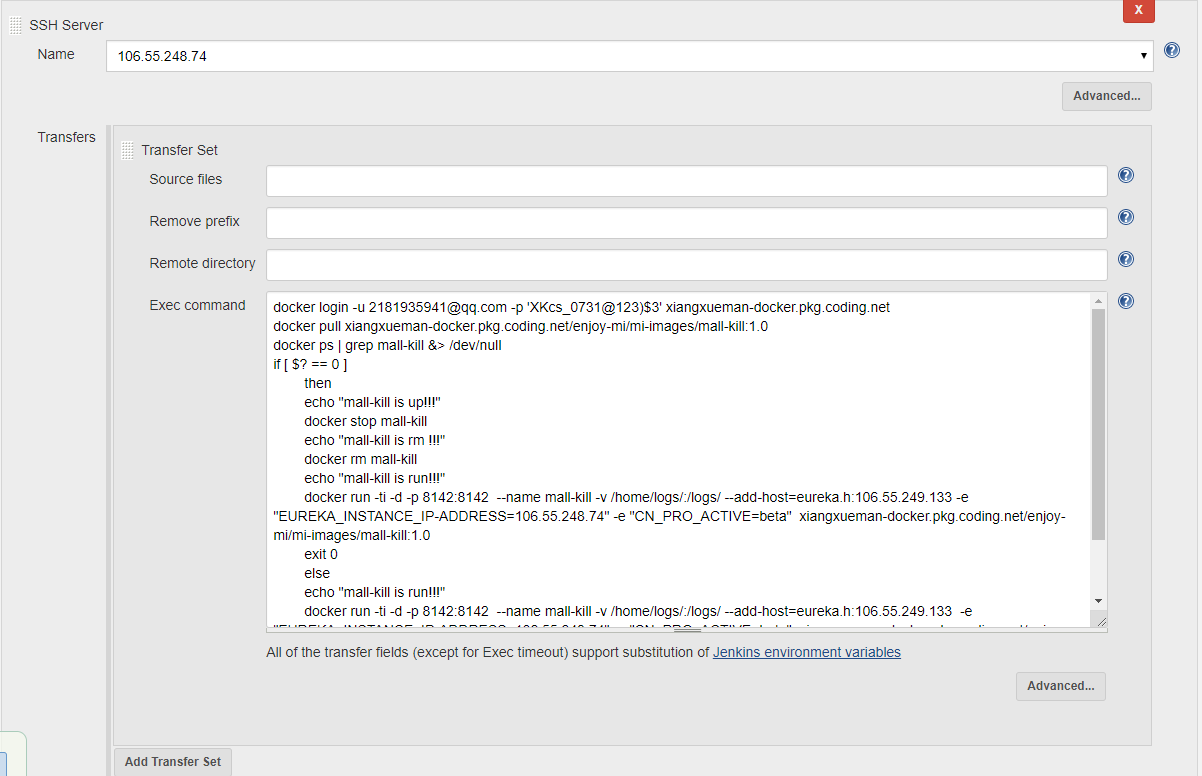 X
SSH Server
Name
106.55.248.74
Advanced...
Transfers
Transfer Set
Source files
Remove prefix
Remote directory
Exec command
docker login -u 2181935941@qq.com -p 'XKcs_0731@123)$3' xiangxueman-docker.pkg.coding.net
docker pull xiangxueman-docker.pkg.coding.net/enjoy-mi/mi-images/mall-kill:1.0
docker ps | grep mall-kill &> /dev/null
if [ $? == 0 ]
then
echo "mall-kill is up!!!"
docker stop mall-kill
echo "mall-kill is rm !!!"
docker rm mall-kill
echo "mall-kill is run!!!"
docker run -ti -d -p 8142:8142  --name mall-kill -v /home/logs/:/logs/ --add-host=eureka.h:106.55.249.133 -e
"EUREKA_INSTANCE_IP-ADDRESS=106.55.248.74" -e "CN_PRO_ACTIVE=beta"  xiangxueman-docker.pkg.coding.net/enjoy-
mi/mi-images/mall-kill:1.0
exit 0
else
echo "mall-kill is run!!!"
docker run -ti -d -p 8142:8142  --name mall-kill -v /home/logs/:/logs/ --add-host=eureka.h:106.55.249.133  -e
All of the transfer fields (except for Exec timeout) support substitution of Jenkins environment variables
Advanced...
Add Transfer Set